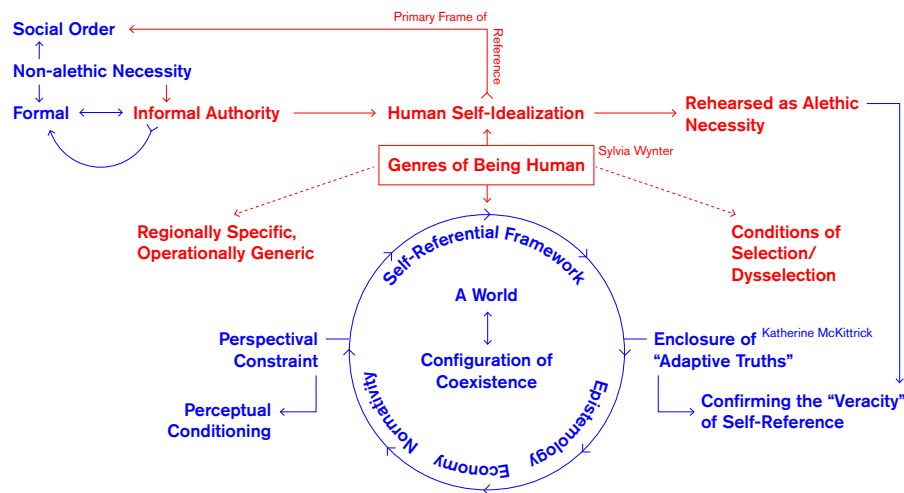 Primary Frame of
Reference
Social Order
Non-alethic Necessity
Formal
Informal Authority
Human Self-Idealization
Rehearsed as Alethic
Necessity
Sylvia Wynter
Genres of Being Human
Regionally Specific,
Operationally Generic
Conditions of
Selection/
Dysselection
Self-Referential Framework
A World
Configuration of
Coexistence
Perspectival
Constraint
Perceptual
Conditioning
Enclosure of
"Adaptive Truths"
Katherine McKittrick
Confirming the "Veracity"
of Self-Reference
Epistemology
Economy
Normativity